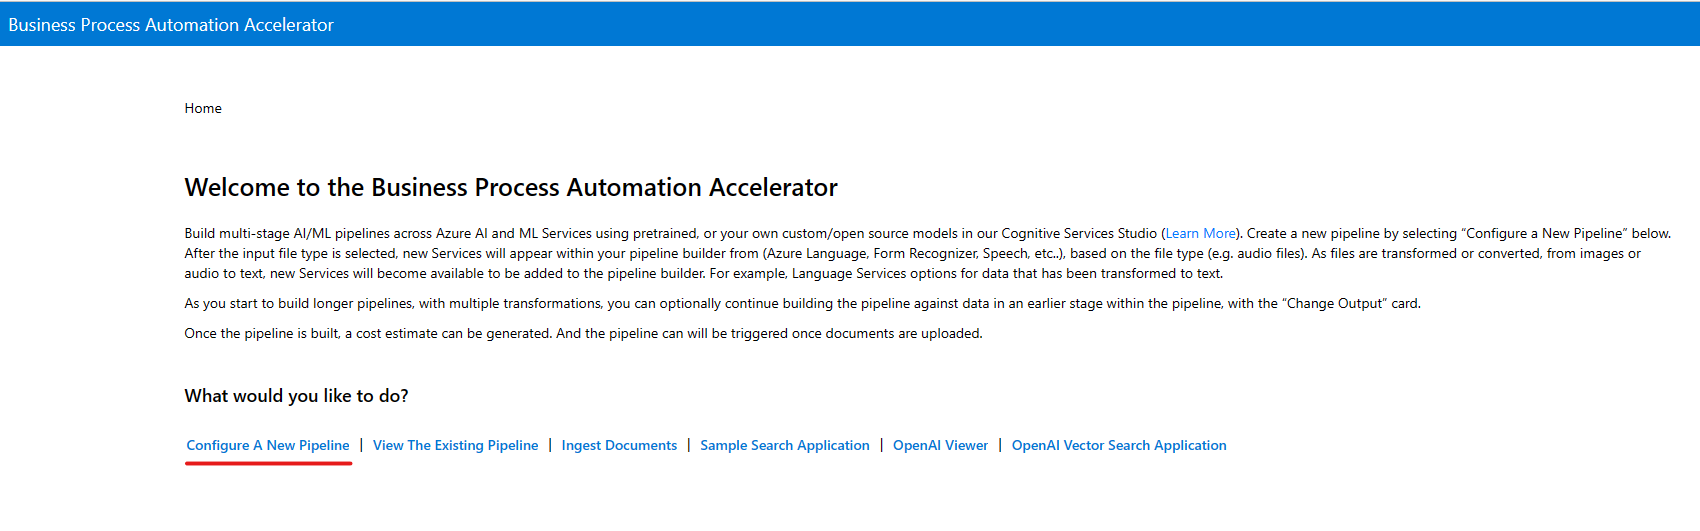 Business Process Automation Accelerator
Home
Welcome to the Business Process Automation Accelerator
Build multi-stage AI/ML pipelines across Azure AI and ML Services using pretrained, or your own custom/open source models in our Cognitive Services Studio (Learn More). Create a new pipeline by selecting “Configure a New Pipeline” below.
After the input file type is selected, new Services will appear within your pipeline builder from (Azure Language, Form Recognizer, Speech, etc..), based on the file type (e.g. audio files). As files are transformed or converted, from images or
audio to text, new Services will become available to be added to the pipeline builder. For example, Language Services options for data that has been transformed to text.
As you start to build longer pipelines, with multiple transformations, you can optionally continue building the pipeline against data in an earlier stage within the pipeline, with the “Change Output” card.
Once the pipeline is built, a cost estimate can be generated. And the pipeline can will be triggered once documents are uploaded.
What would you like to do?
Configure A New Pipeline | View The Existing Pipeline | Ingest Documents | Sample Search Application | OpenAI Viewer | OpenAI Vector Search Application